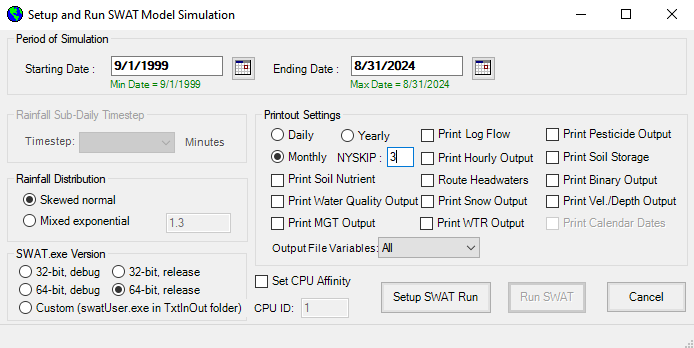 Setup and Run SWAT Model Simulation
Period of Simulation
Starting Date : 9/1/1999 Ending Date : 8/31/2024
Min Date = 9/1/1999 Max Date = 8/31/2024
Rainfall Sub-Daily Timestep
Timestep: Minutes
Rainfall Distribution
Skewed normal
Mixed exponential 1.3
SWAT.exe Version
32-bit, debug 32-bit, release
64-bit, debug 64-bit, release
Custom (swatUser.exe in TxtInOut folder)
Printout Settings
Daily Yearly Print Log Flow Print Pesticide Output
Monthly NYSKIP : 3 Print Hourly Output Print Soil Storage
Print Soil Nutrient Route Headwaters Print Binary Output
Print Water Quality Output Print Snow Output Print Vel./Depth Output
Print MGT Output Print WTR Output Print Calendar Dates
Output File Variables: All
Set CPU Affinity
CPU ID: 1
Setup SWAT Run Run SWAT Cancel